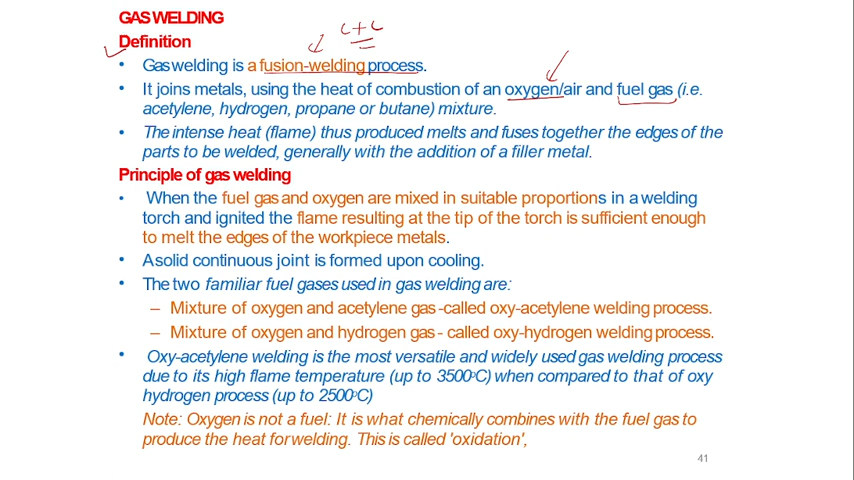 GAS WELDING
L + L
Definition
• Gas welding is a fusion-welding process.
• It joins metals, using the heat of combustion of an oxygen/air and fuel gas (i.e.
acetylene, hydrogen, propane or butane) mixture.
• The intense heat (flame) thus produced melts and fuses together the edges of the
parts to be welded, generally with the addition of a filler metal.
Principle of gas welding
• When the fuel gas and oxygen are mixed in suitable proportions in a welding
torch and ignited the flame resulting at the tip of the torch is sufficient enough
to melt the edges of the workpiece metals.
• A solid continuous joint is formed upon cooling.
• The two familiar fuel gases used in gas welding are:
– Mixture of oxygen and acetylene gas -called oxy-acetylene welding process.
– Mixture of oxygen and hydrogen gas - called oxy-hydrogen welding process.
• Oxy-acetylene welding is the most versatile and widely used gas welding process
due to its high flame temperature (up to 3500°C) when compared to that of oxy
hydrogen process (up to 2500°C)
Note: Oxygen is not a fuel: It is what chemically combines with the fuel gas to
produce the heat for welding. This is called 'oxidation',
41